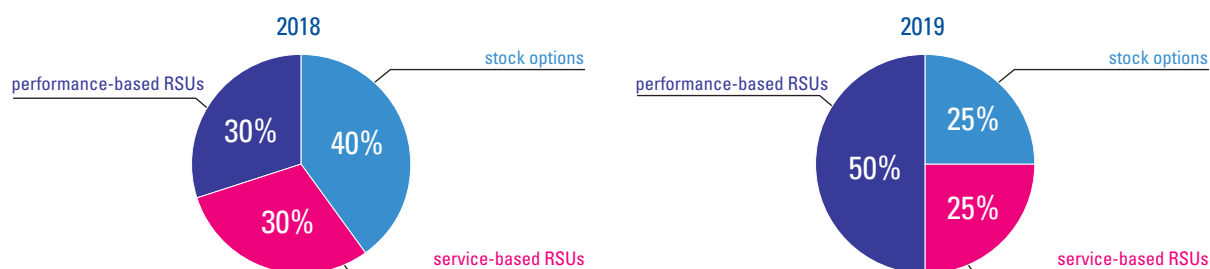 2018
stock options
performance-based RSUs
30%
40%
30%
service-based RSUs
2019
stock options
performance-based RSUs
25%
50%
25%
service-based RSUs